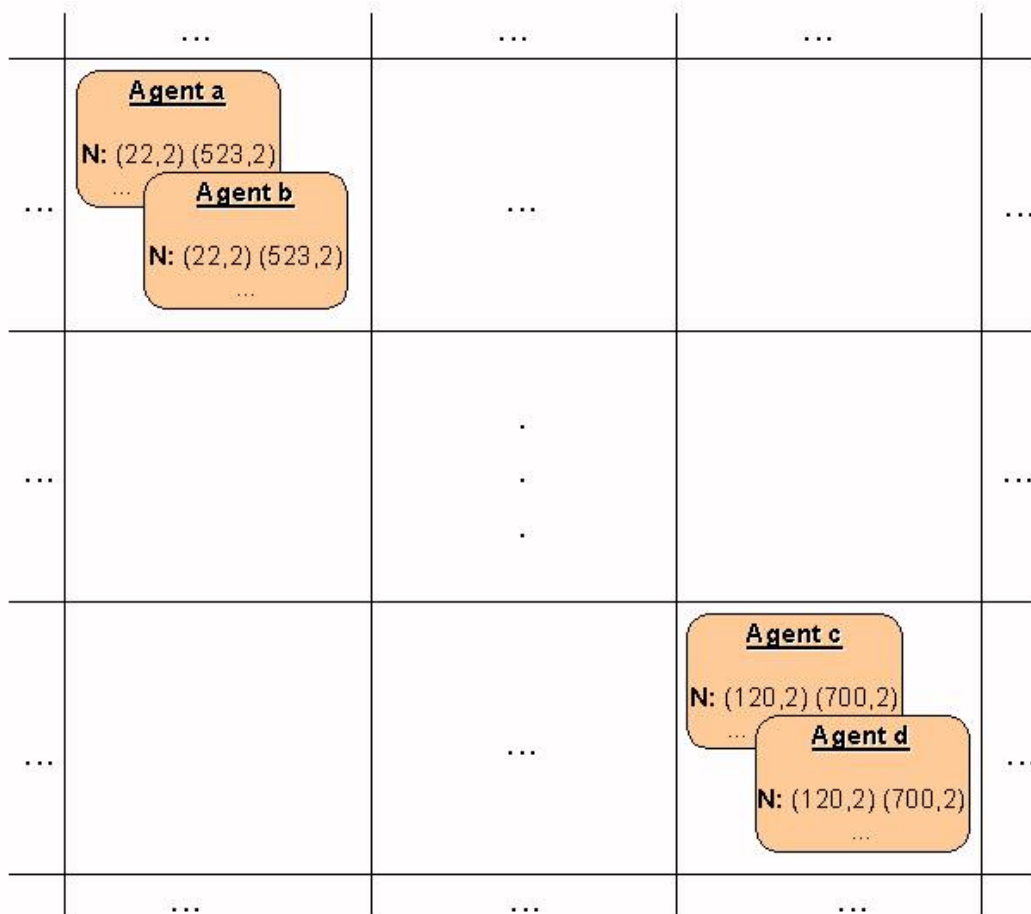 ... ... ...
Agent a
N: (22,2) (523,2)
...
Agent b
N: (22,2) (523,2)
...
... ... ...
.
... . ...
.
Agent c
N: (120,2) (700,2)
...
Agent d
N: (120,2) (700,2)
...
... ... ...
... ... ...